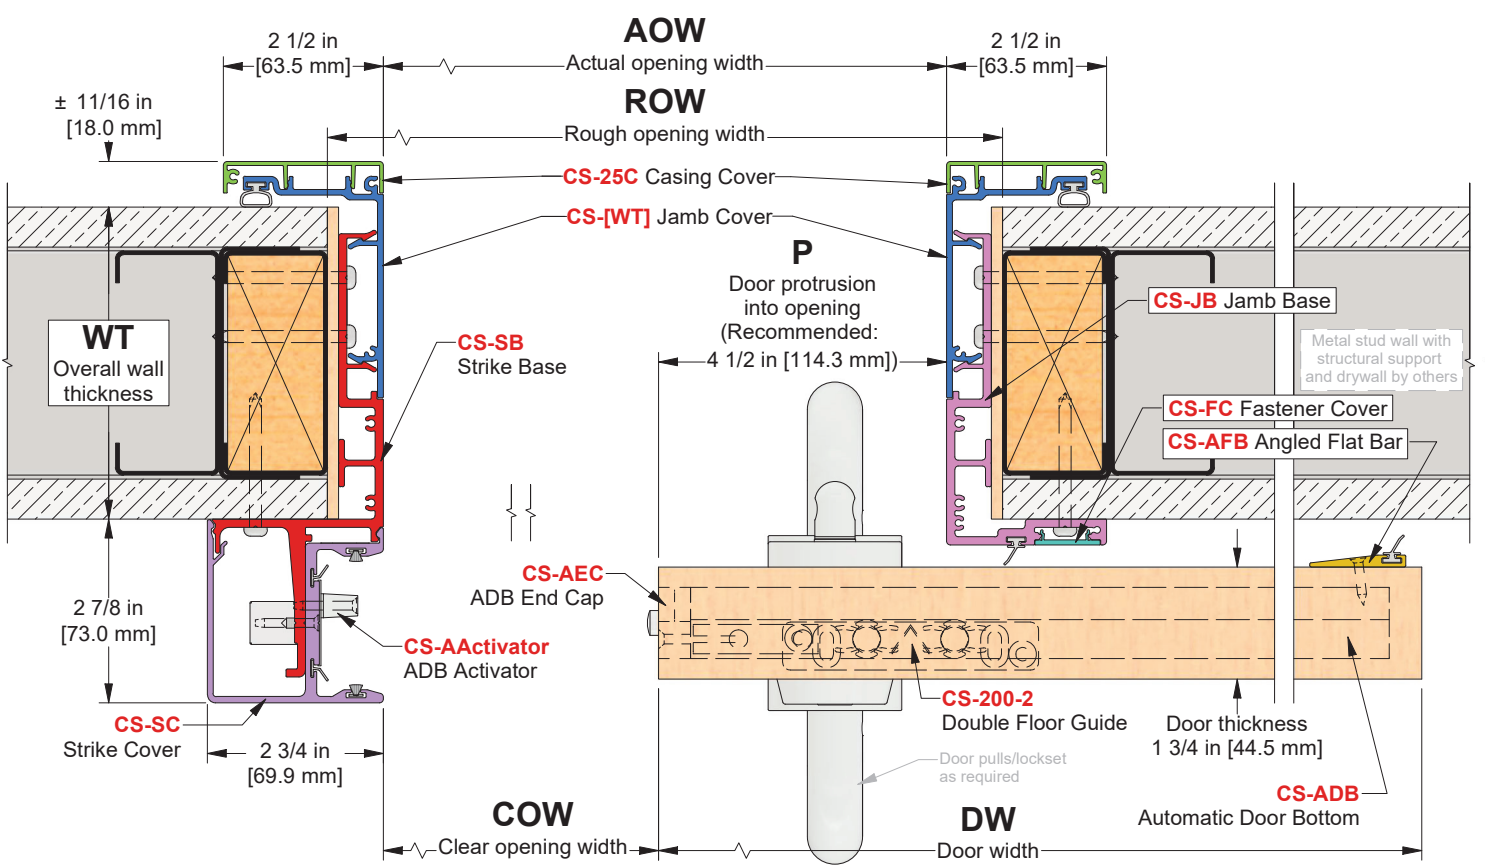 AOW
2 1/2 in
[63.5 mm]
Actual opening width
2 1/2 in
[63.5 mm]
± 11/16 in
[18.0 mm]
ROW
Rough opening width
CS-25C Casing Cover
CS-[WT] Jamb Cover
P
Door protrusion
into opening
(Recommended:
4 1/2 in [114.3 mm])
CS-JB Jamb Base
WT
Overall wall
thickness
CS-SB
Strike Base
Metal stud wall with
structural support
and drywall by others
CS-FC Fastener Cover
CS-AFB Angled Flat Bar
CS-AEC
ADB End Cap
2 7/8 in
[73.0 mm]
CS-AActivator
ADB Activator
CS-200-2
Double Floor Guide
CS-SC
Strike Cover
2 3/4 in
[69.9 mm]
Door thickness
1 3/4 in [44.5 mm]
Door pulls/lockset
as required
CS-ADB
Automatic Door Bottom
COW
Clear opening width
DW
Door width